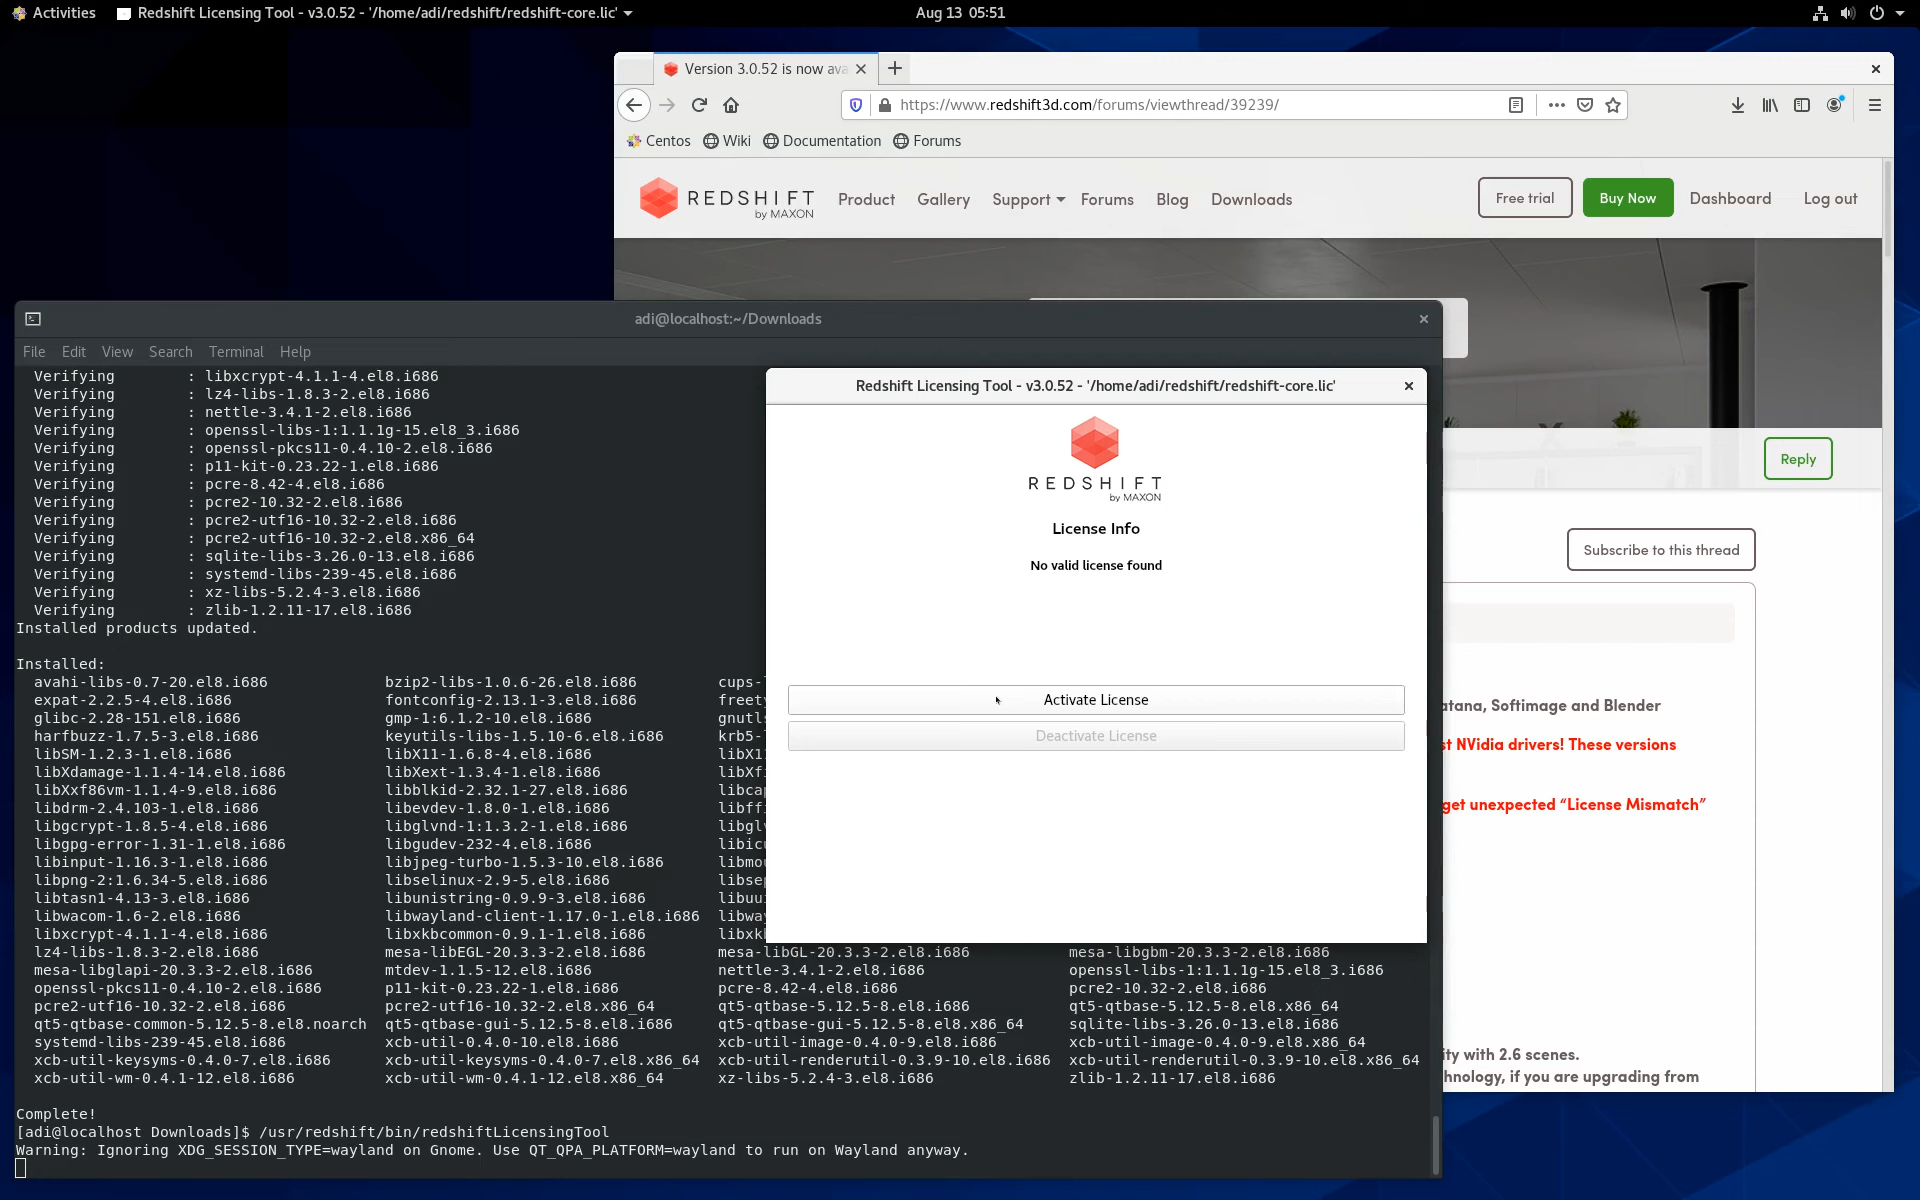 Activities
Redshift Licensing Tool - v3.0.52 - '/home/adi/redshift/redshift-core.lic'
Aug 13 05:51
Version 3.0.52 is now ava
https://www.redshift3d.com/forums/viewthread/39239/
Centos Wiki Documentation Forums
REDSHIFT
by MAXON
Product Gallery Support Forums Blog Downloads
Free trial Buy Now Dashboard Log out
Reply
Subscribe to this thread
atana, Softimage and Blender
st NVidia drivers! These versions
get unexpected “License Mismatch”
ity with 2.6 scenes.
hnology, if you are upgrading from
adi@localhost:~/Downloads
File Edit View Search Terminal Help
Verifying : libxcrypt-4.1.1-4.el8.i686
Verifying : lz4-libs-1.8.3-2.el8.i686
Verifying : nettle-3.4.1-2.el8.i686
Verifying : openssl-libs-1:1.1.1g-15.el8_3.i686
Verifying : openssl-pkcs11-0.4.10-2.el8.i686
Verifying : p11-kit-0.23.22-1.el8.i686
Verifying : pcre-8.42-4.el8.i686
Verifying : pcre2-10.32-2.el8.i686
Verifying : pcre2-utf16-10.32-2.el8.i686
Verifying : pcre2-utf16-10.32-2.el8.x86_64
Verifying : sqlite-libs-3.26.0-13.el8.i686
Verifying : systemd-libs-239-45.el8.i686
Verifying : xz-libs-5.2.4-3.el8.i686
Verifying : zlib-1.2.11-17.el8.i686
Installed products updated.
Installed:
avahi-libs-0.7-20.el8.i686 bzip2-libs-1.0.6-26.el8.i686 cups-l
expat-2.2.5-4.el8.i686 fontconfig-2.13.1-3.el8.i686 freety
glibc-2.28-151.el8.i686 gmp-1:6.1.2-10.el8.i686 gnutls
harfbuzz-1.7.5-3.el8.i686 keyutils-libs-1.5.10-6.el8.i686 krb5-l
libSM-1.2.3-1.el8.i686 libX11-1.6.8-4.el8.i686 libX11
libXdamage-1.1.4-14.el8.i686 libXext-1.3.4-1.el8.i686 libXfi
libXxf86vm-1.1.4-9.el8.i686 libblkid-2.32.1-27.el8.i686 libcap
libdrm-2.4.103-1.el8.i686 libevdev-1.8.0-1.el8.i686 libffi
libgcrypt-1.8.5-4.el8.i686 libglvnd-1:1.3.2-1.el8.i686 libglv
libgpg-error-1.31-1.el8.i686 libgudev-232-4.el8.i686 libicu
libinput-1.16.3-1.el8.i686 libjpeg-turbo-1.5.3-10.el8.i686 libmou
libpng-2:1.6.34-5.el8.i686 libselinux-2.9-5.el8.i686 libsep
libtasn1-4.13-3.el8.i686 libunistring-0.9.9-3.el8.i686 libuui
libwacom-1.6-2.el8.i686 libwayland-client-1.17.0-1.el8.i686 libway
libxcrypt-4.1.1-4.el8.i686 libxkbcommon-0.9.1-1.el8.i686 libxkb
lz4-libs-1.8.3-2.el8.i686 mesa-libEGL-20.3.3-2.el8.i686 mesa-libGL-20.3.3-2.el8.i686 mesa-libgbm-20.3.3-2.el8.i686
mesa-libglapi-20.3.3-2.el8.i686 mtdev-1.1.5-12.el8.i686 nettle-3.4.1-2.el8.i686 openssl-libs-1:1.1.1g-15.el8_3.i686
openssl-pkcs11-0.4.10-2.el8.i686 p11-kit-0.23.22-1.el8.i686 pcre-8.42-4.el8.i686 pcre2-10.32-2.el8.i686
pcre2-utf16-10.32-2.el8.i686 pcre2-utf16-10.32-2.el8.x86_64 qt5-qtbase-5.12.5-8.el8.i686 qt5-qtbase-5.12.5-8.el8.x86_64
qt5-qtbase-common-5.12.5-8.el8.noarch qt5-qtbase-gui-5.12.5-8.el8.i686 qt5-qtbase-gui-5.12.5-8.el8.x86_64 sqlite-libs-3.26.0-13.el8.i686
systemd-libs-239-45.el8.i686 xcb-util-0.4.0-10.el8.i686 xcb-util-image-0.4.0-9.el8.i686 xcb-util-image-0.4.0-9.el8.x86_64
xcb-util-keysyms-0.4.0-7.el8.i686 xcb-util-keysyms-0.4.0-7.el8.x86_64 xcb-util-renderutil-0.3.9-10.el8.i686 xcb-util-renderutil-0.3.9-10.el8.x86_64
xcb-util-wm-0.4.1-12.el8.i686 xcb-util-wm-0.4.1-12.el8.x86_64 xz-libs-5.2.4-3.el8.i686 zlib-1.2.11-17.el8.i686
Complete!
[adi@localhost Downloads]$ /usr/redshift/bin/redshiftLicensingTool
Warning: Ignoring XDG_SESSION_TYPE=wayland on Gnome. Use QT_QPA_PLATFORM=wayland to run on Wayland anyway.
Redshift Licensing Tool - v3.0.52 - '/home/adi/redshift/redshift-core.lic'
REDSHIFT
by MAXON
License Info
No valid license found
Activate License
Deactivate License